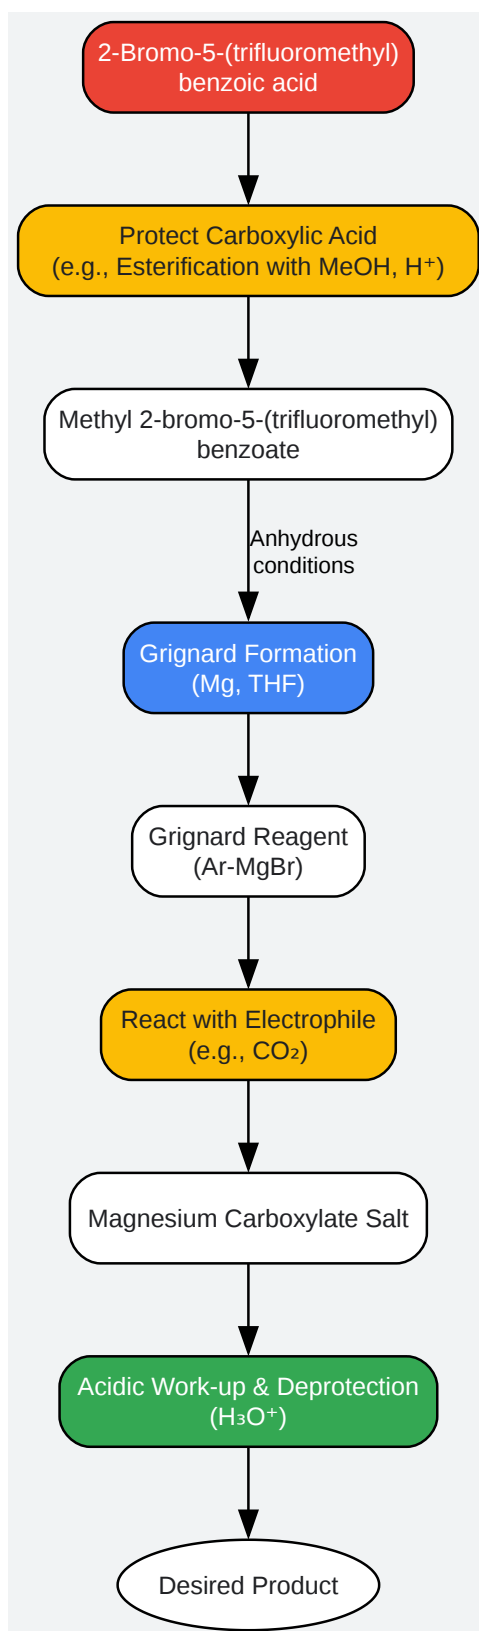 2-Bromo-5-(trifluoromethyl)
benzoic acid
Protect Carboxylic Acid
(e.g., Esterification with MeOH, H⁺)
Methyl 2-bromo-5-(trifluoromethyl)
benzoate
Anhydrous
conditions
Grignard Formation
(Mg, THF)
Grignard Reagent
(Ar-MgBr)
React with Electrophile
(e.g., CO₂)
Magnesium Carboxylate Salt
Acidic Work-up & Deprotection
(H₃O⁺)
Desired Product